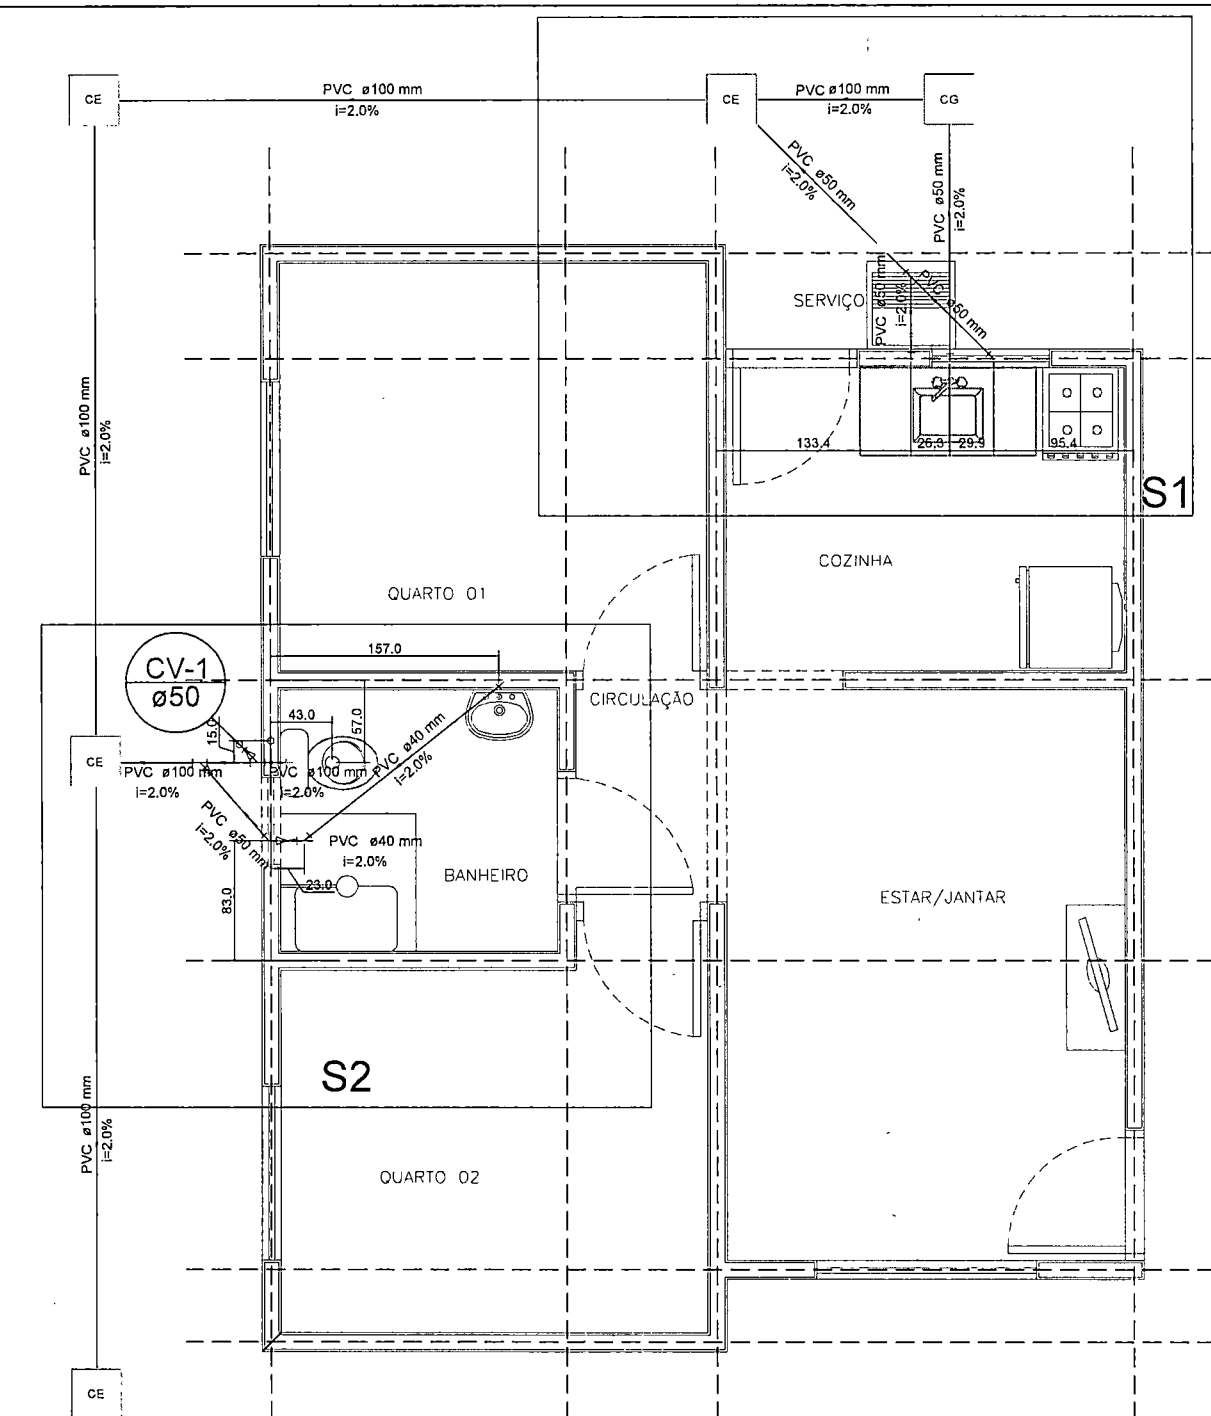 CE
PVC ø100 mm
i=2.0%
CE
PVC ø100 mm
i=2.0%
CG
PVC ø50 mm
i=2.0%
PVC ø50 mm
i=2.0%
SERVIÇO
PVC ø50 mm
i=2.0%
PVC ø50 mm
133.4
26.3
29.9
95.4
S1
PVC ø100 mm
i=2.0%
COZINHA
QUARTO 01
157.0
CV-1
ø50
CIRCULAÇÃO
43.0
57.0
15.0
CE
PVC ø100 mm
i=2.0%
PVC ø100 mm
i=2.0%
PVC ø40 mm
i=2.0%
PVC ø50 mm
i=2.0%
PVC ø40 mm
i=2.0%
BANHEIRO
23.0
83.0
ESTAR/JANTAR
S2
PVC ø100 mm
i=2.0%
QUARTO 02
CE